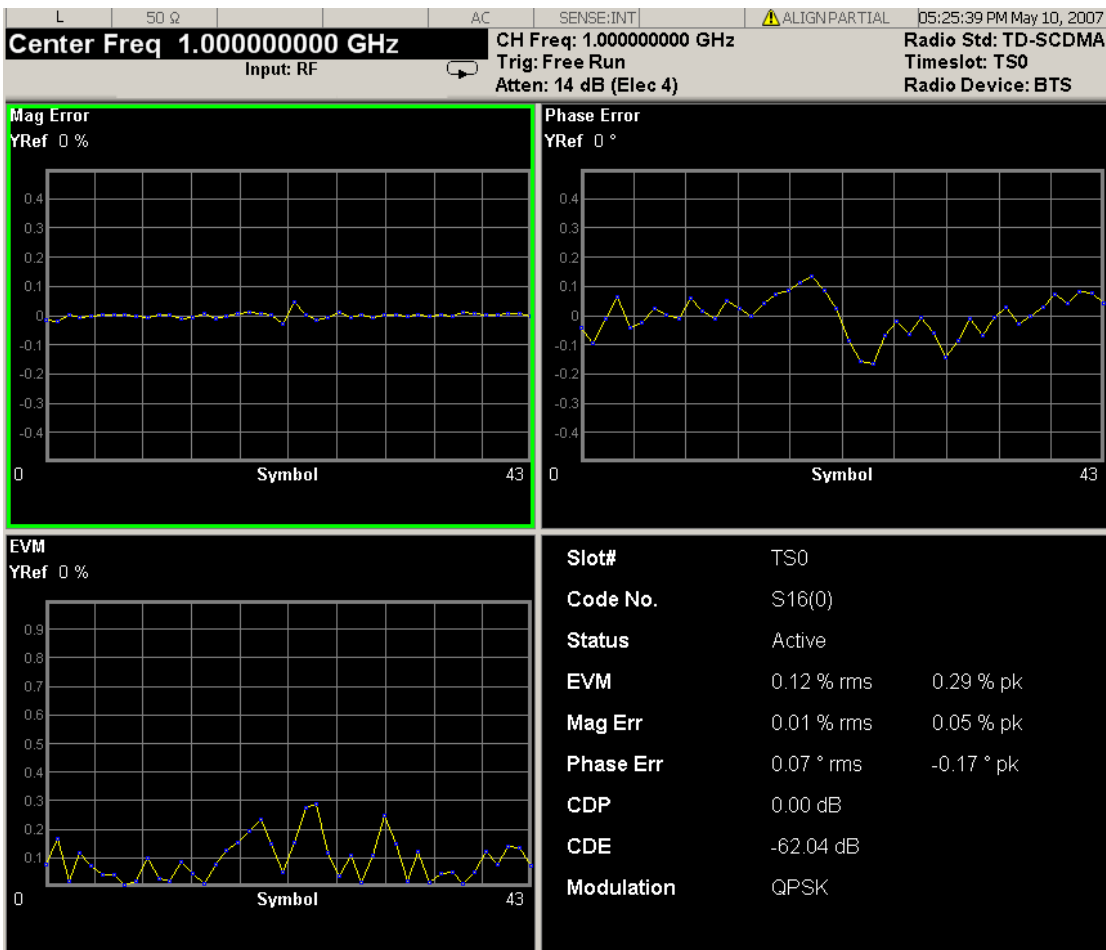 L 50 Ω AC SENSE:INT ALIGN PARTIAL 05:25:39 PM May 10, 2007
Center Freq 1.000000000 GHz
Input: RF
CH Freq: 1.000000000 GHz
Trig: Free Run
Atten: 14 dB (Elec 4)
Radio Std: TD-SCDMA
Timeslot: TS0
Radio Device: BTS
Mag Error
YRef 0 %
0.4
0.3
0.2
0.1
0
-0.1
-0.2
-0.3
-0.4
0 Symbol 43
Phase Error
YRef 0 °
0.4
0.3
0.2
0.1
0
-0.1
-0.2
-0.3
-0.4
0 Symbol 43
EVM
YRef 0 %
0.9
0.8
0.7
0.6
0.5
0.4
0.3
0.2
0.1
0 Symbol 43
Slot# TS0
Code No. S16(0)
Status Active
EVM 0.12 % rms 0.29 % pk
Mag Err 0.01 % rms 0.05 % pk
Phase Err 0.07 ° rms -0.17 ° pk
CDP 0.00 dB
CDE -62.04 dB
Modulation QPSK